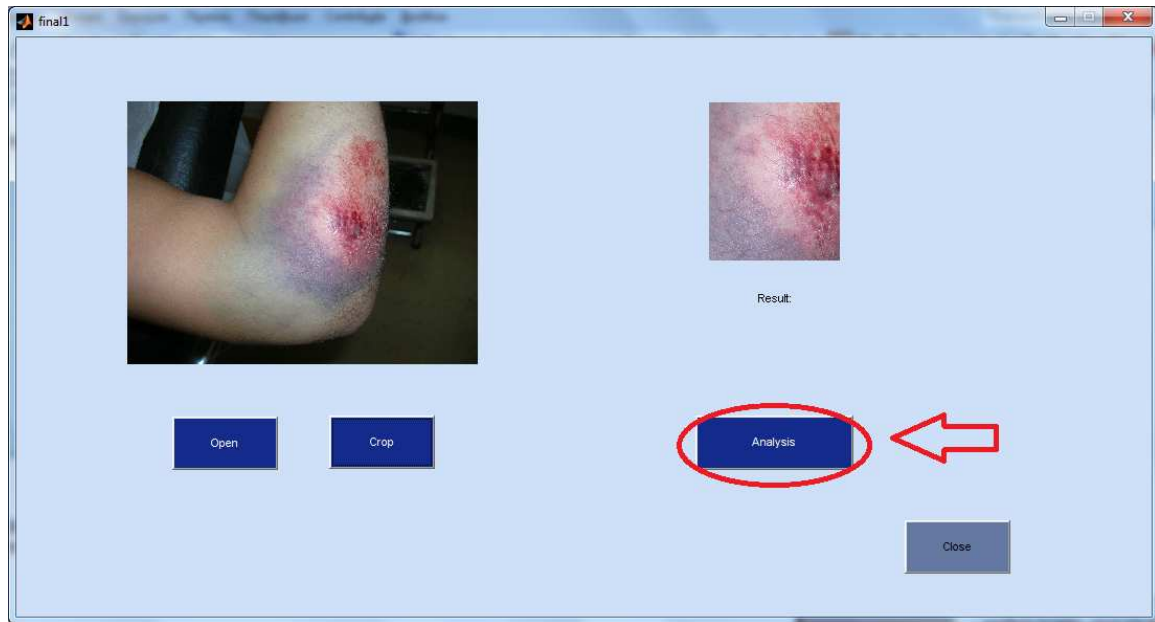 final1
Result:
Open
Crop
Analysis
Close